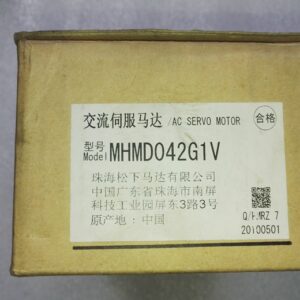 交流伺服马达 /AC SERVO MOTOR 合格
型号 Model MHMD042G1V
珠海松下马达有限公司
中国广东省珠海市南屏
科技工业园屏东3路3号
原产地: 中国
20100501